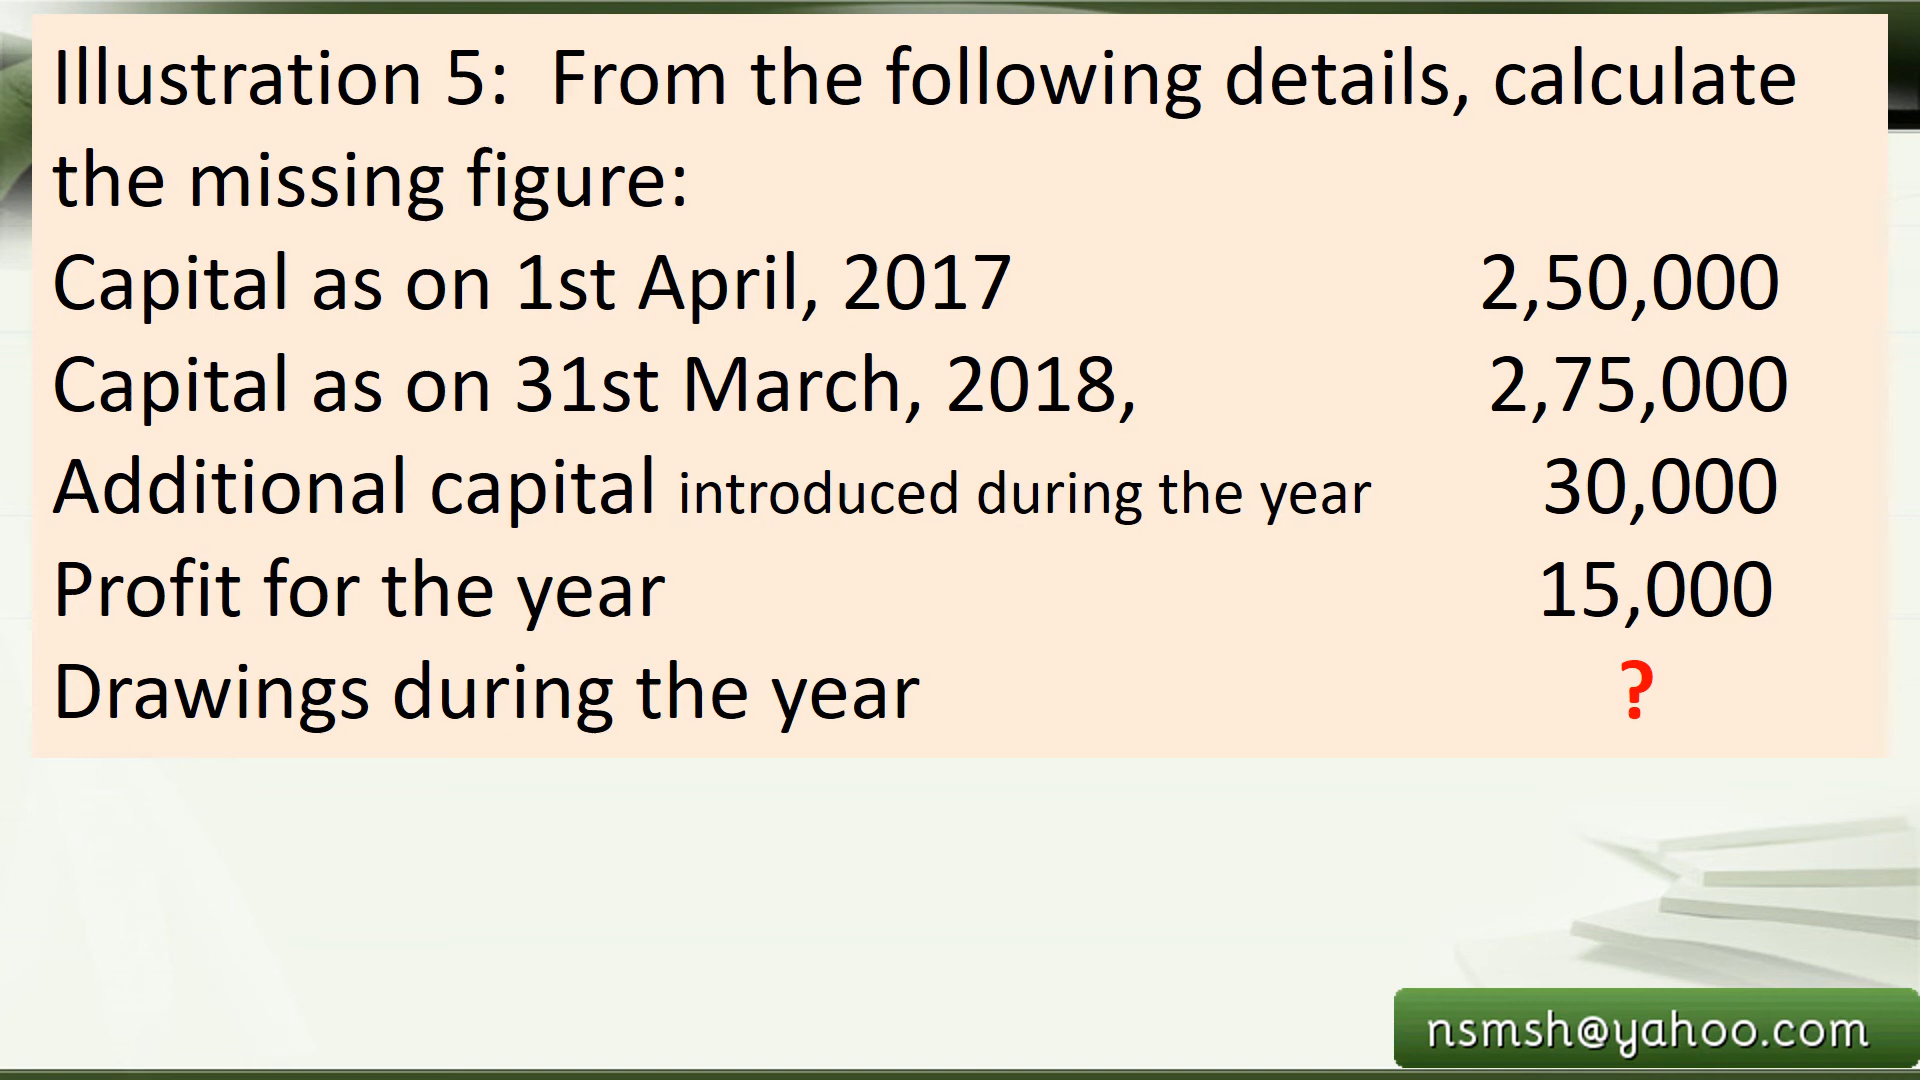 Illustration 5:  From the following details, calculate
the missing figure:
Capital as on 1st April, 2017 2,50,000
Capital as on 31st March, 2018, 2,75,000
Additional capital introduced during the year 30,000
Profit for the year 15,000
Drawings during the year ?
nsmsh@yahoo.com